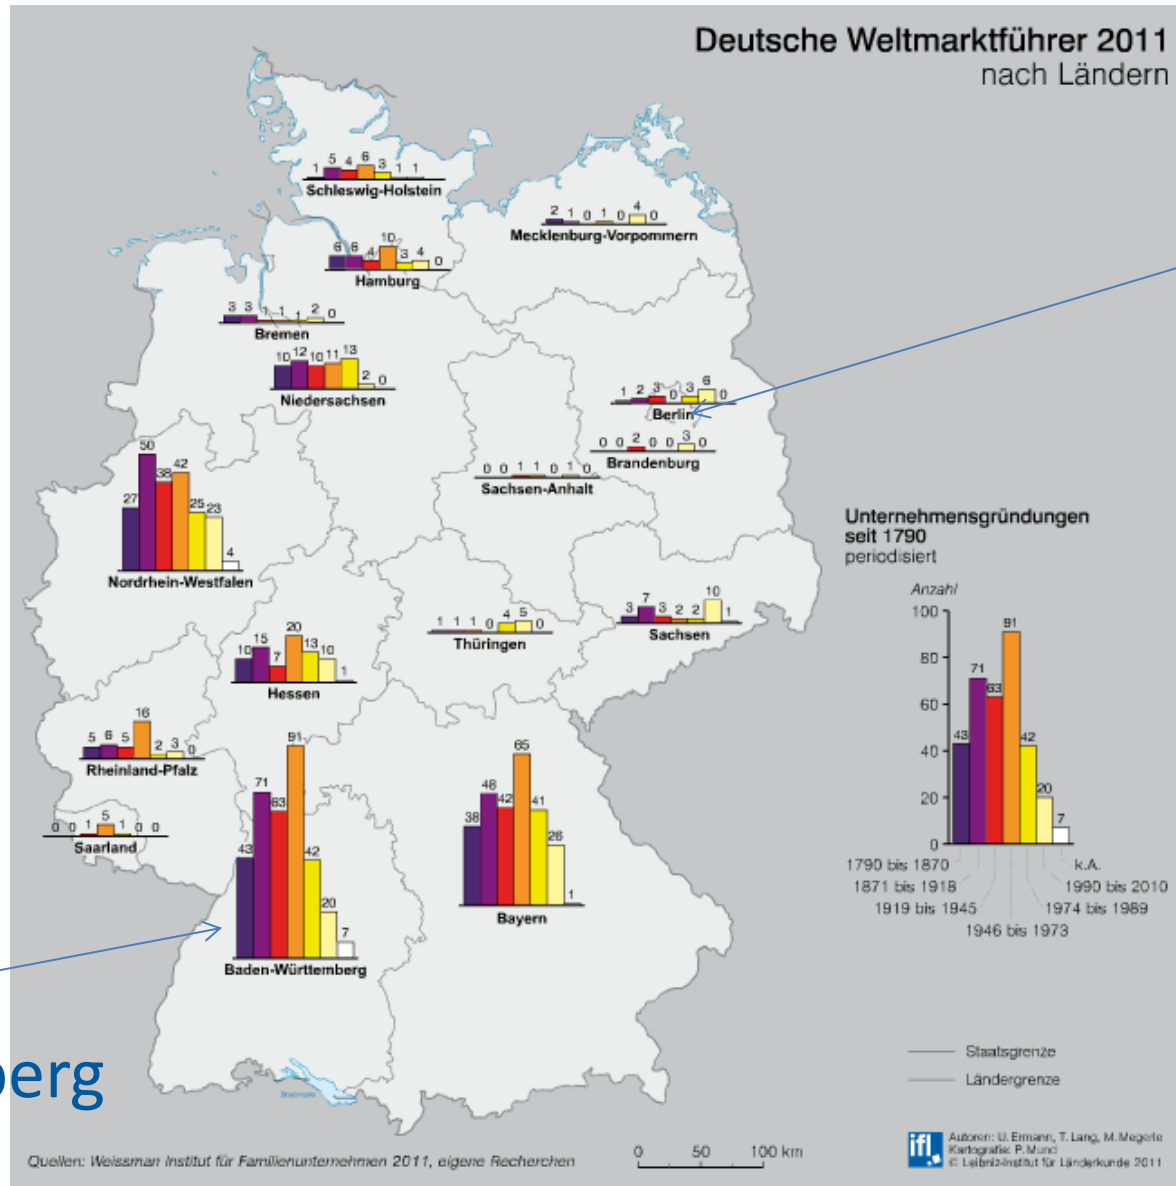 Deutsche Weltmarktführer 2011
nach Ländern
1 5 4 6 3 1 1
Schleswig-Holstein
2 1 0 1 0 4 0
Mecklenburg-Vorpommern
6 6 4 10 3 4 0
Hamburg
3 3 1 1 1 2 0
Bremen
10 12 10 11 13 2 0
Niedersachsen
1 2 3 0 3 6 0
Berlin
0 0 2 0 0 3 0
Brandenburg
0 0 1 1 0 1 0
Sachsen-Anhalt
27 50 38 42 25 23 4
Nordrhein-Westfalen
Unternehmensgründungen
seit 1790
periodisiert
Anzahl
100
80
60
40
20
0
43 71 63 91 42 20 7
1790 bis 1870
1871 bis 1918
1919 bis 1945
1946 bis 1973
1974 bis 1989
1990 bis 2010
k.A.
3 7 3 2 2 10 1
Sachsen
1 1 1 0 4 5 0
Thüringen
10 15 7 20 13 10 1
Hessen
5 6 5 16 2 3 0
Rheinland-Pfalz
0 0 1 5 1 0 0
Saarland
43 71 63 91 42 20 7
Baden-Württemberg
38 48 42 65 41 26 1
Bayern
berg
Staatsgrenze
Ländergrenze
Quellen: Weissman Institut für Familienunternehmen 2011, eigene Recherchen
0 50 100 km
ifl
Autoren: U. Ermann, T. Lang, M. Megerle
Kartografie: P. Mund
© Leibniz-Institut für Länderkunde 2011